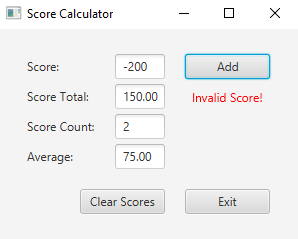 Score Calculator
Score: -200 Add
Score Total: 150.00 Invalid Score!
Score Count: 2
Average: 75.00
Clear Scores Exit